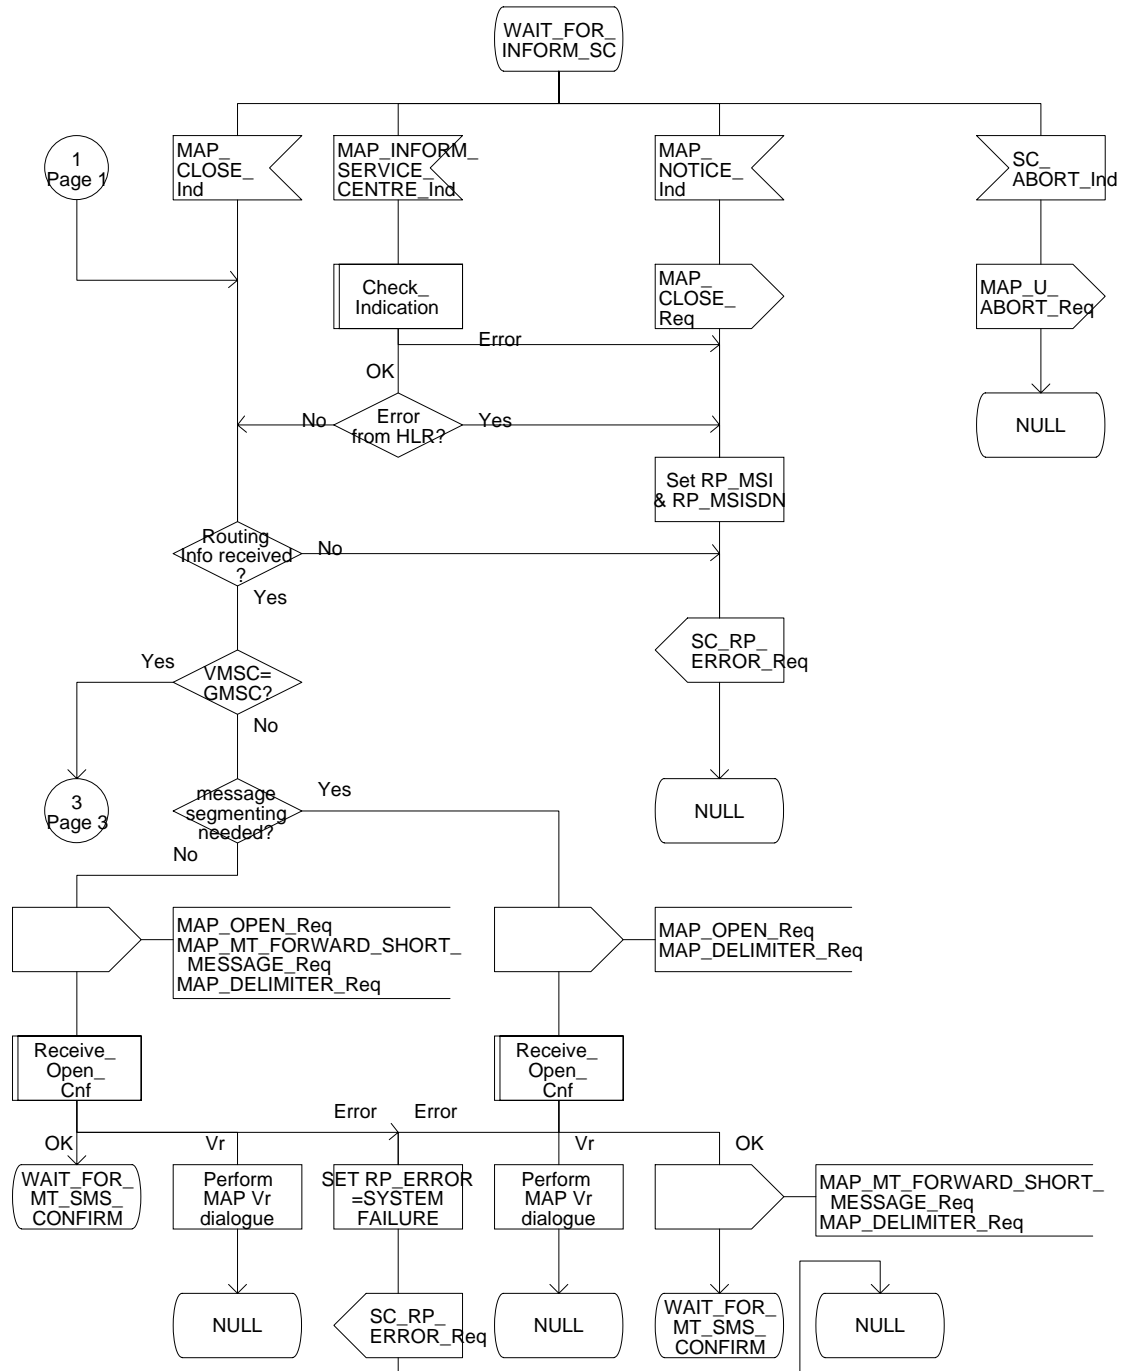 WAIT_FOR_
INFORM_SC
1
Page 1
MAP_
CLOSE_
Ind
MAP_INFORM_
SERVICE_
CENTRE_Ind
MAP_
NOTICE_
Ind
SC_
ABORT_Ind
Check_
Indication
MAP_
CLOSE_
Req
MAP_U_
ABORT_Req
Error
OK
No
Error
from HLR?
Yes
NULL
Set RP_MSI
& RP_MSISDN
Routing
Info received
?
No
Yes
SC_RP_
ERROR_Req
Yes
VMSC=
GMSC?
No
3
Page 3
message
segmenting
needed?
Yes
NULL
No
MAP_OPEN_Req
MAP_MT_FORWARD_SHORT_
MESSAGE_Req
MAP_DELIMITER_Req
MAP_OPEN_Req
MAP_DELIMITER_Req
Receive_
Open_
Cnf
Receive_
Open_
Cnf
Error
Error
OK
Vr
Vr
OK
WAIT_FOR_
MT_SMS_
CONFIRM
Perform
MAP Vr
dialogue
SET RP_ERROR
=SYSTEM
FAILURE
Perform
MAP Vr
dialogue
MAP_MT_FORWARD_SHORT_
MESSAGE_Req
MAP_DELIMITER_Req
NULL
SC_RP_
ERROR_Req
NULL
WAIT_FOR_
MT_SMS_
CONFIRM
NULL